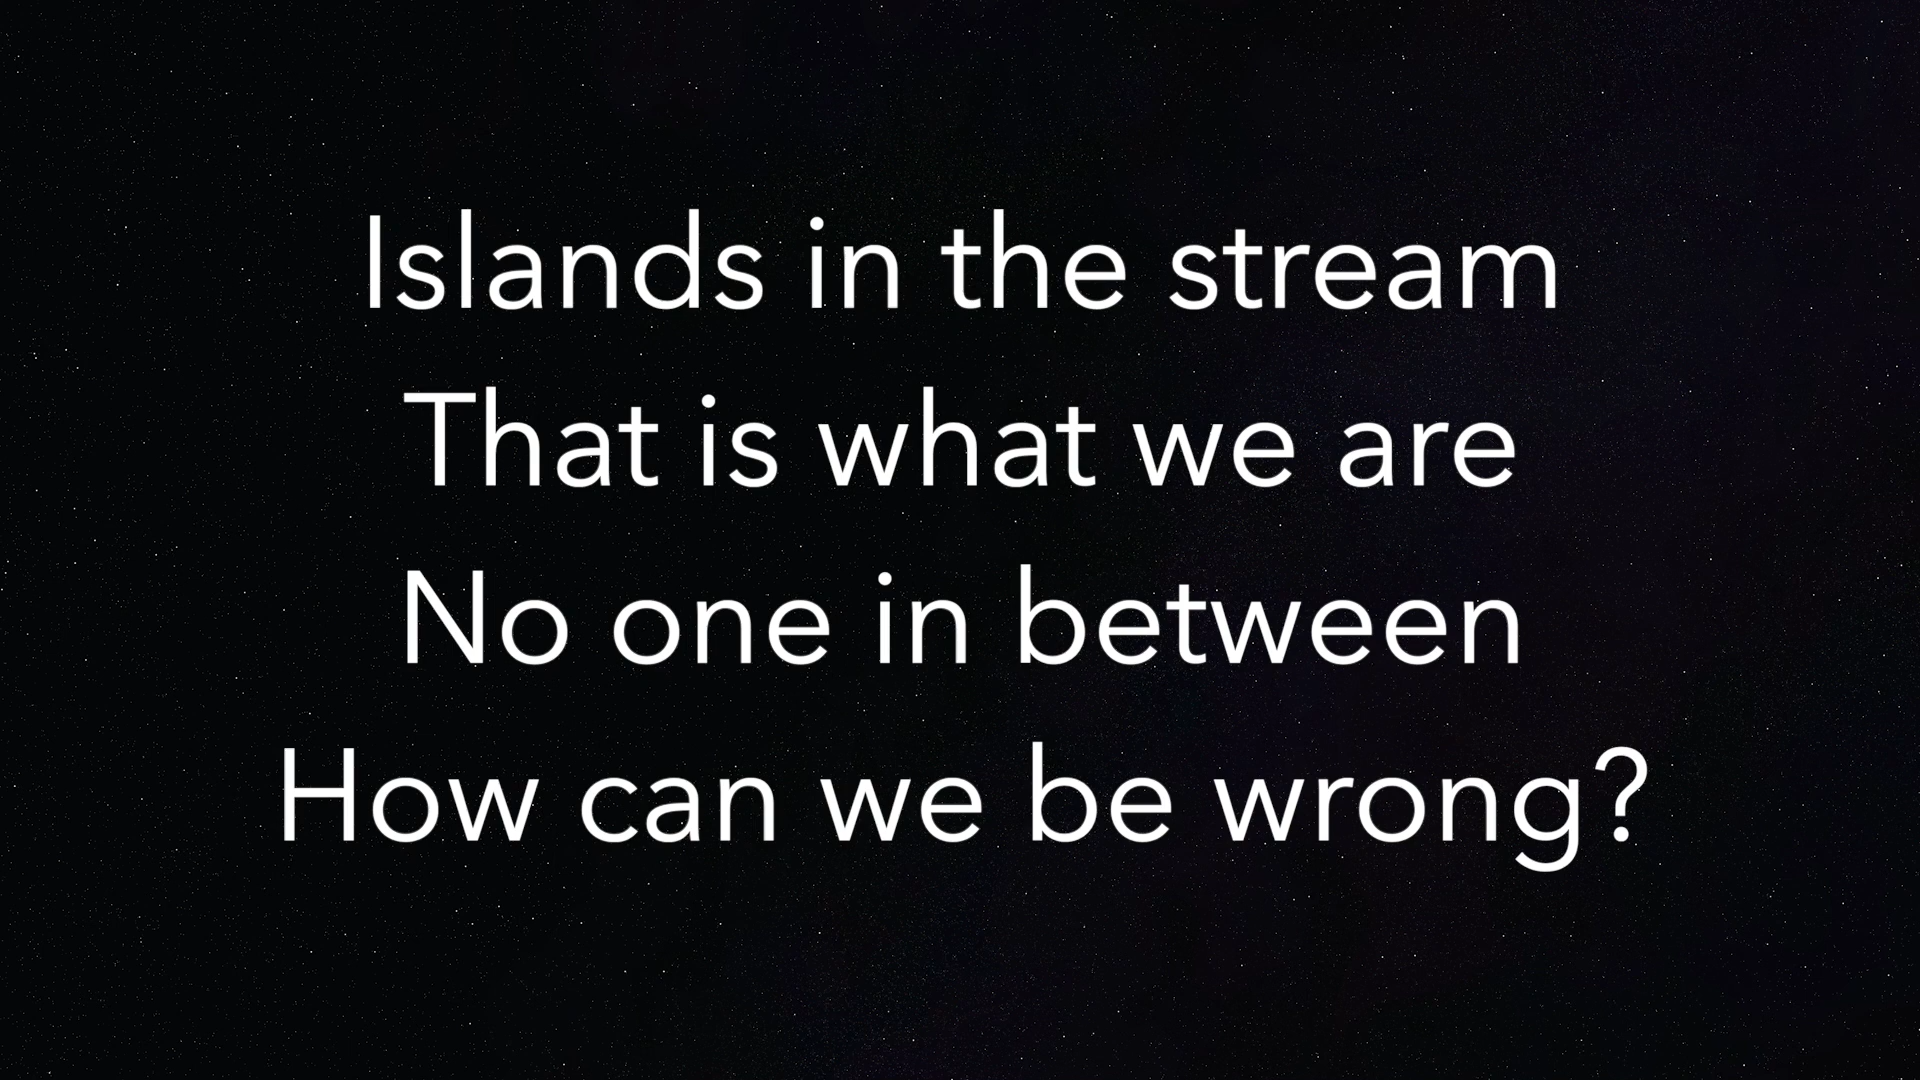 Islands in the stream
That is what we are
No one in between
How can we be wrong?